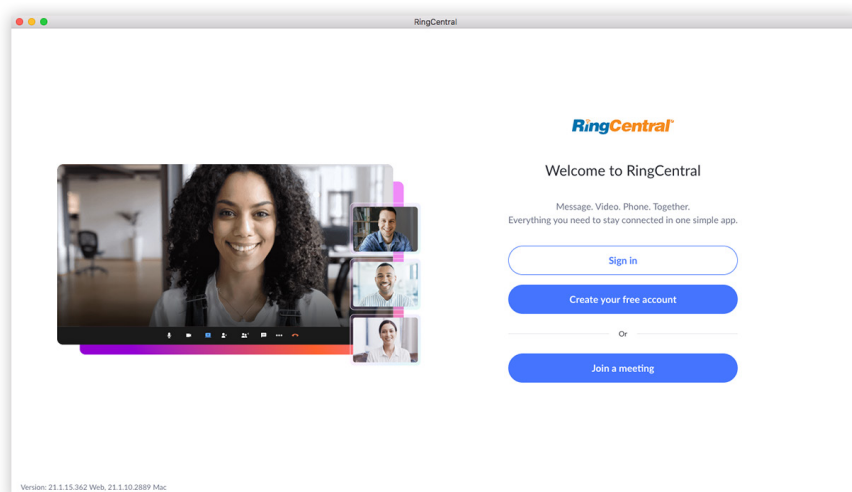 RingCentral
RingCentral™
Welcome to RingCentral
Message. Video. Phone. Together.
Everything you need to stay connected in one simple app.
Sign in
Create your free account
Or
Join a meeting
Version: 21.1.15.362 Web, 21.1.10.2889 Mac